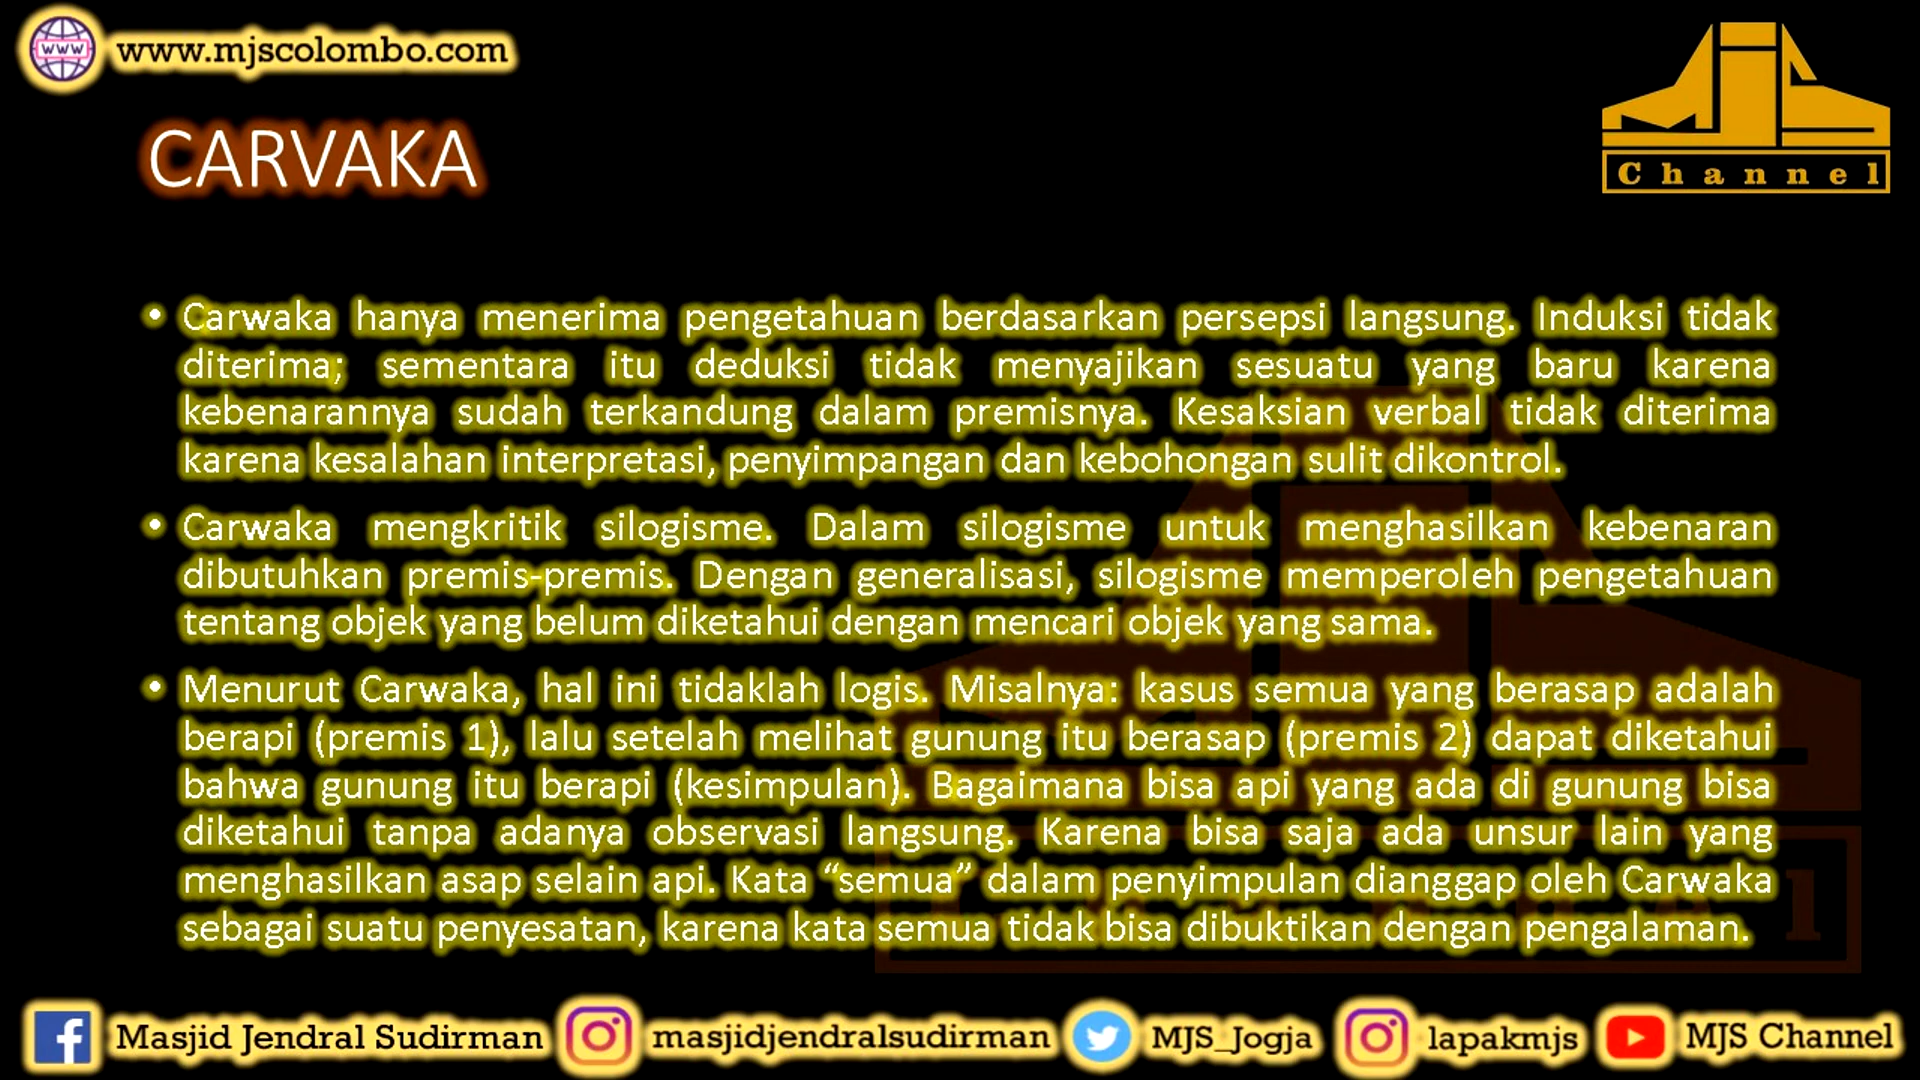 www.mjscolombo.com
MJS
Channel
CARVAKA
• Carwaka hanya menerima pengetahuan berdasarkan persepsi langsung. Induksi tidak
diterima; sementara itu deduksi tidak menyajikan sesuatu yang baru karena
kebenarannya sudah terkandung dalam premisnya. Kesaksian verbal tidak diterima
karena kesalahan interpretasi, penyimpangan dan kebohongan sulit dikontrol.
• Carwaka mengkritik silogisme. Dalam silogisme untuk menghasilkan kebenaran
dibutuhkan premis-premis. Dengan generalisasi, silogisme memperoleh pengetahuan
tentang objek yang belum diketahui dengan mencari objek yang sama.
• Menurut Carwaka, hal ini tidaklah logis. Misalnya: kasus semua yang berasap adalah
berapi (premis 1), lalu setelah melihat gunung itu berasap (premis 2) dapat diketahui
bahwa gunung itu berapi (kesimpulan). Bagaimana bisa api yang ada di gunung bisa
diketahui tanpa adanya observasi langsung. Karena bisa saja ada unsur lain yang
menghasilkan asap selain api. Kata “semua” dalam penyimpulan dianggap oleh Carwaka
sebagai suatu penyesatan, karena kata semua tidak bisa dibuktikan dengan pengalaman.
Masjid Jendral Sudirman masjidjendralsudirman MJS_Jogja lapakmjs MJS Channel